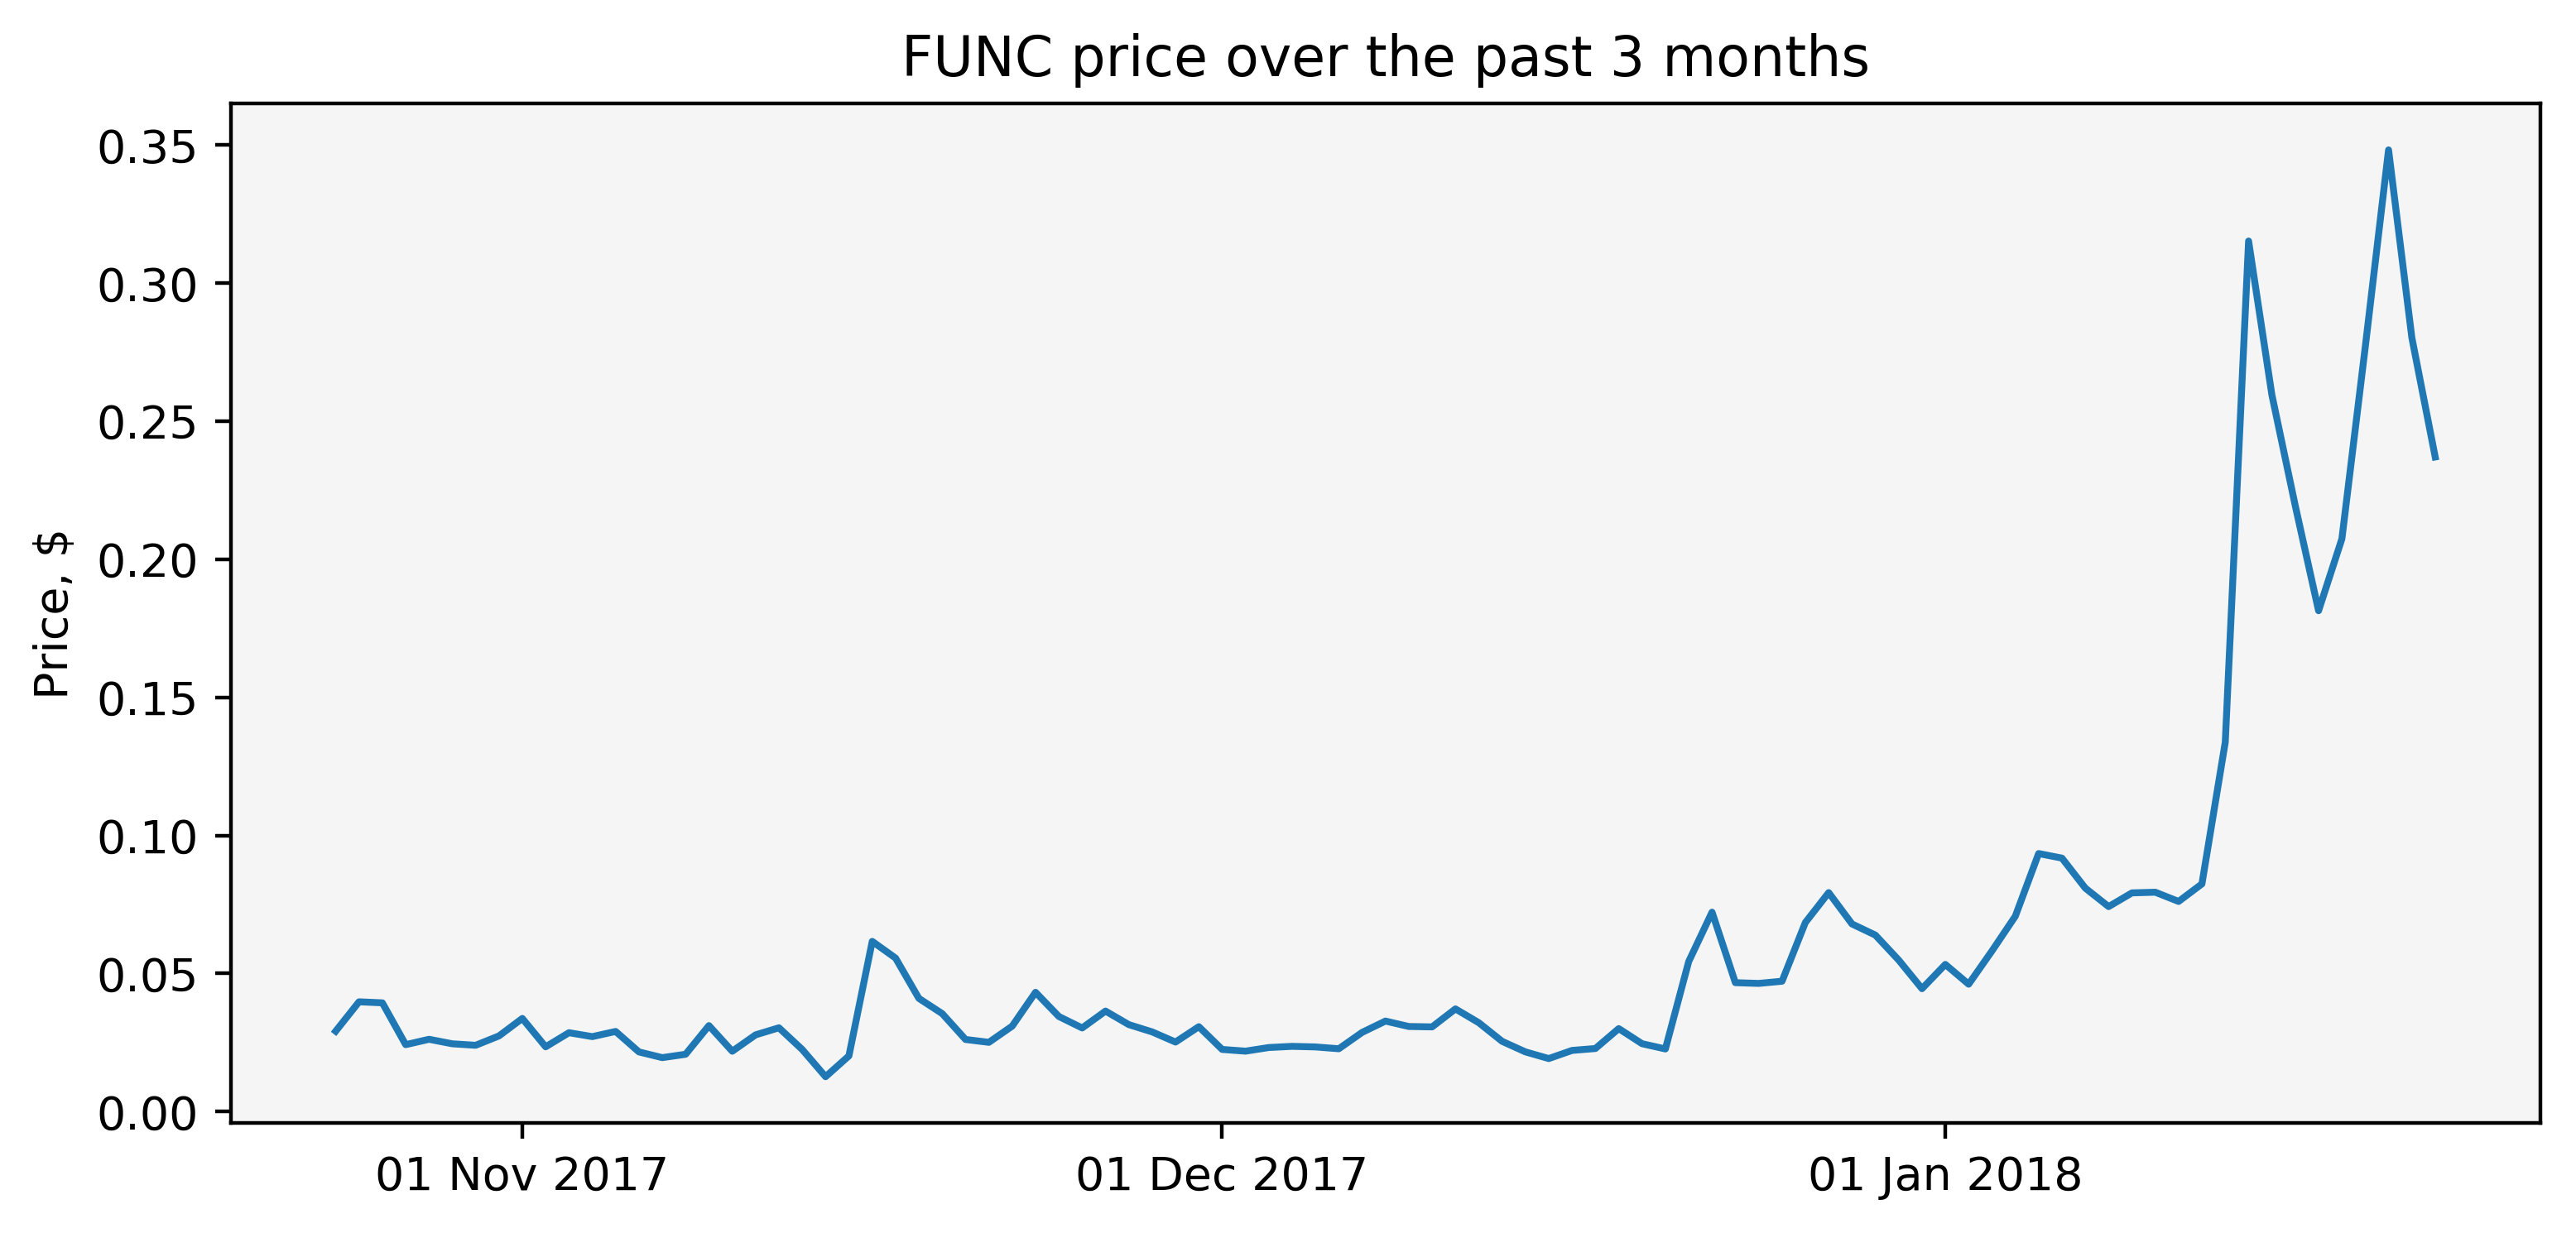 FUNC price over the past 3 months
Price, $
0.35
0.30
0.25
0.20
0.15
0.10
0.05
0.00
01 Nov 2017
01 Dec 2017
01 Jan 2018